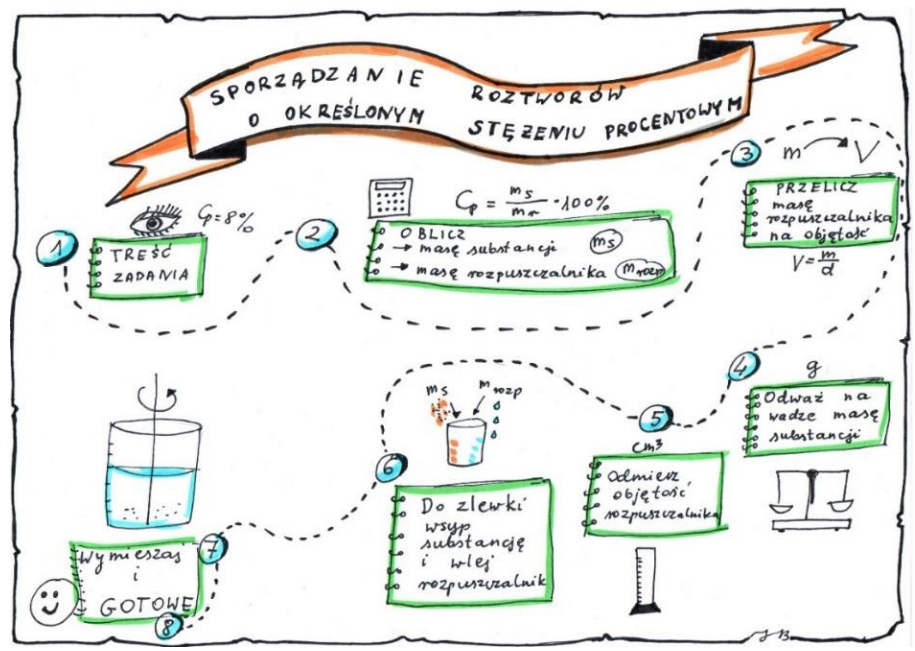 SPORZĄDZANIE ROZTWORÓW
O OKREŚLONYM STĘŻENIU PROCENTOWYM
1
Cp = 8%
TREŚĆ
ZADANIA
2
Cp = ms/mr · 100%
OBLICZ
→ masę substancji ms
→ masę rozpuszczalnika mrozp
3
m → V
PRZELICZ
masę
rozpuszczalnika
na objętość
V = m/d
4
g
Odważ na
wadze masę
substancji
5
cm³
Odmierz
objętość
rozpuszczalnika
6
ms mrozp
Do zlewki
wsyp
substancję
i wlej
rozpuszczalnik
7
Wymieszaj
i
GOTOWE
8
JB